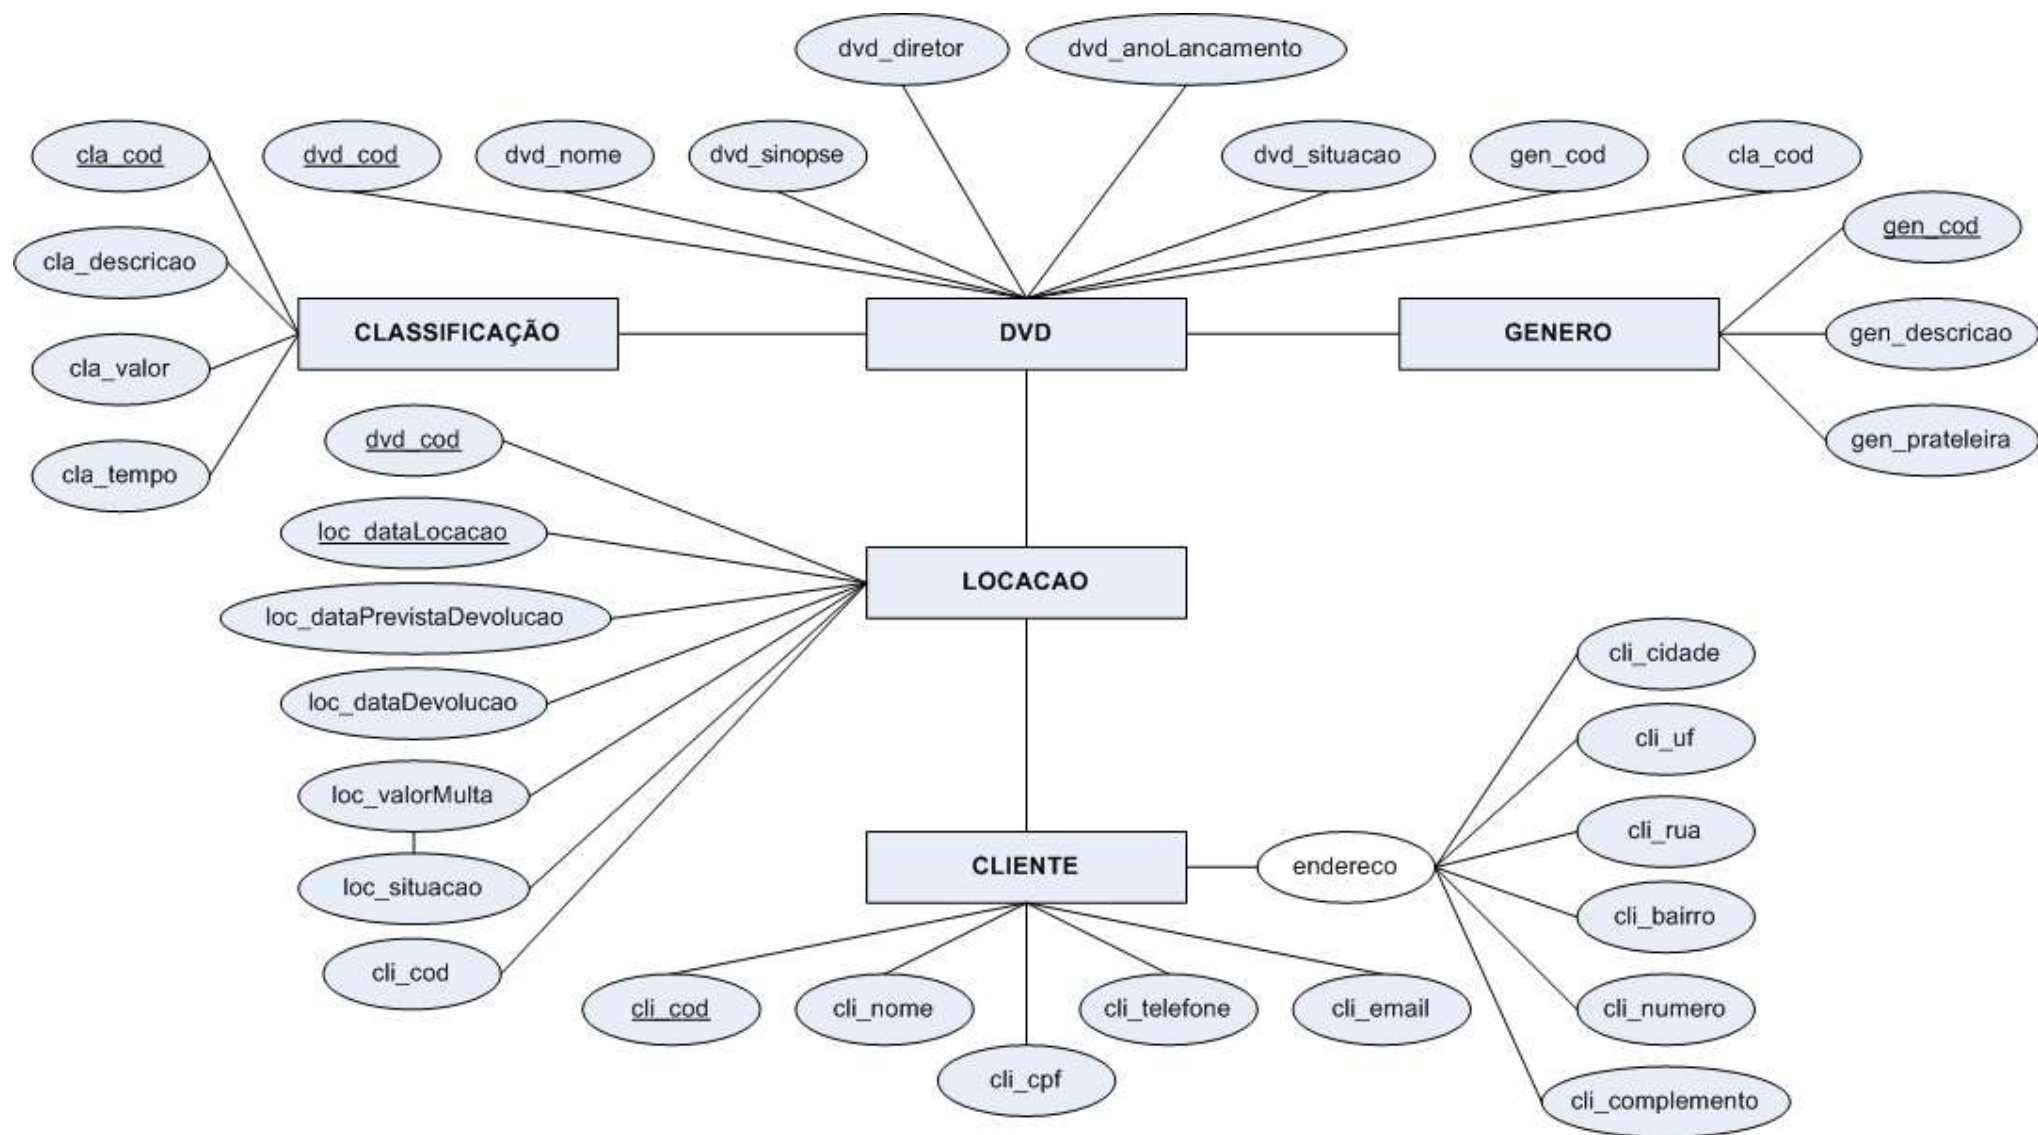 dvd_diretor
dvd_anoLancamento
cla_cod
dvd_cod
dvd_nome
dvd_sinopse
dvd_situacao
gen_cod
cla_cod
gen_cod
cla_descricao
CLASSIFICAÇÃO
DVD
GENERO
gen_descricao
cla_valor
dvd_cod
gen_prateleira
cla_tempo
loc_dataLocacao
LOCACAO
loc_dataPrevistaDevolucao
cli_cidade
loc_dataDevolucao
cli_uf
loc_valorMulta
cli_rua
CLIENTE
endereco
loc_situacao
cli_bairro
cli_cod
cli_cod
cli_nome
cli_telefone
cli_email
cli_numero
cli_cpf
cli_complemento